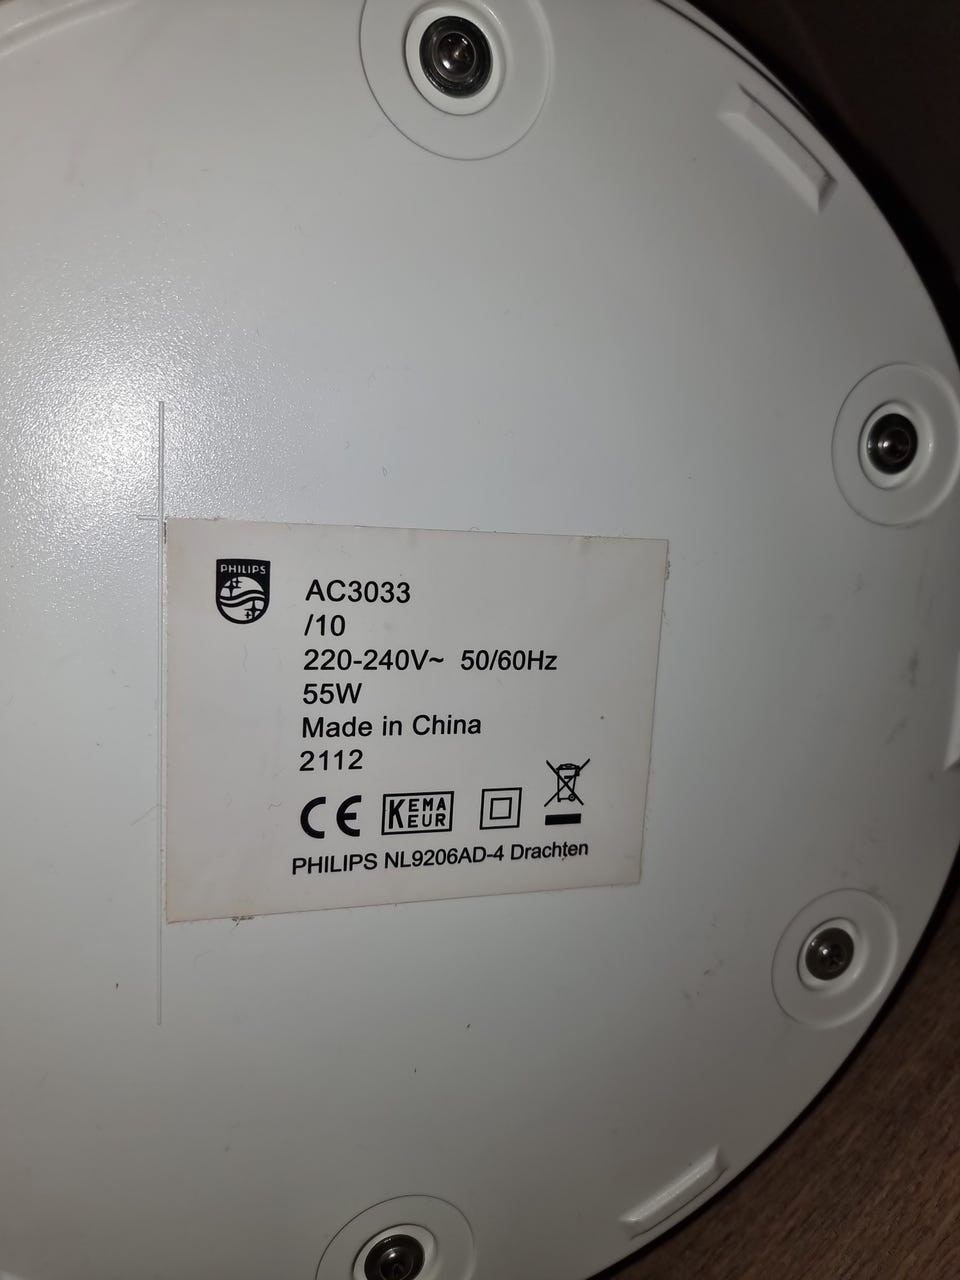 PHILIPS
AC3033
/10
220-240V~ 50/60Hz
55W
Made in China
2112
CE
KEMA
EUR
PHILIPS NL9206AD-4 Drachten